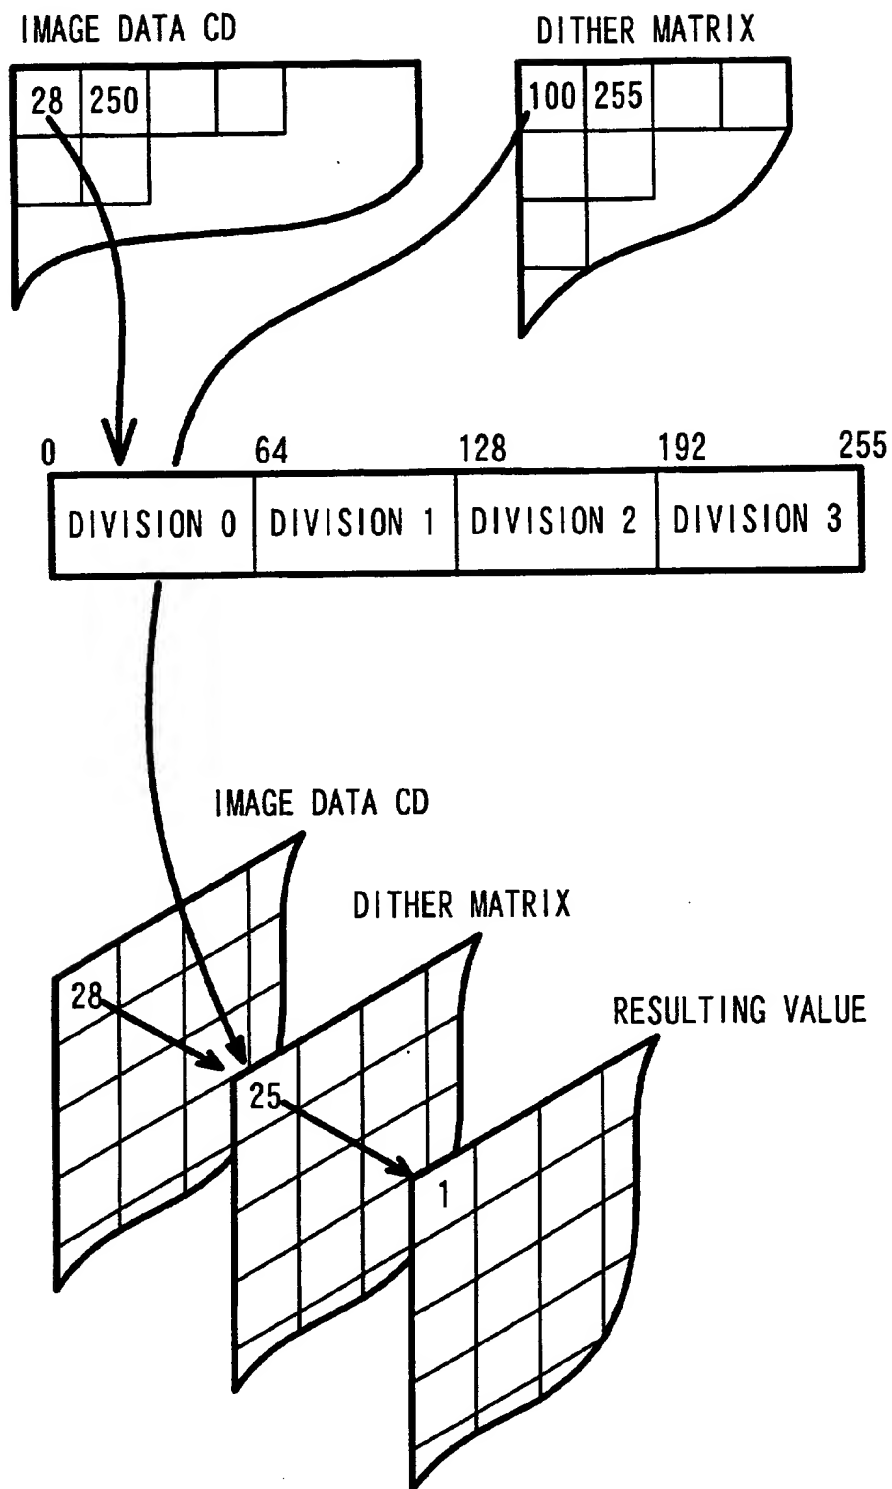 IMAGE DATA CD
DITHER MATRIX
28 250
100 255
0 64 128 192 255
DIVISION 0 DIVISION 1 DIVISION 2 DIVISION 3
IMAGE DATA CD
DITHER MATRIX
28
RESULTING VALUE
25
1